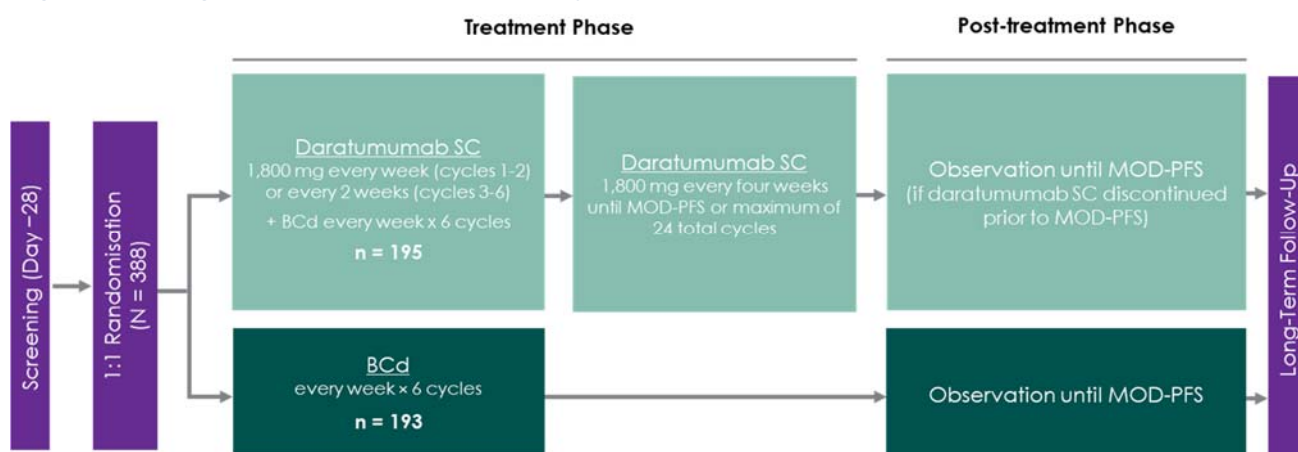 Treatment Phase
Post-treatment Phase
Screening (Day –28)
1:1 Randomisation
(N = 388)
Daratumumab SC
1,800 mg every week (cycles 1-2)
or every 2 weeks (cycles 3-6)
+ BCd every week x 6 cycles
n = 195
Daratumumab SC
1,800 mg every four weeks
until MOD-PFS or maximum of
24 total cycles
Observation until MOD-PFS
(if daratumumab SC discontinued
prior to MOD-PFS)
BCd
every week × 6 cycles
n = 193
Observation until MOD-PFS
Long-Term Follow-Up